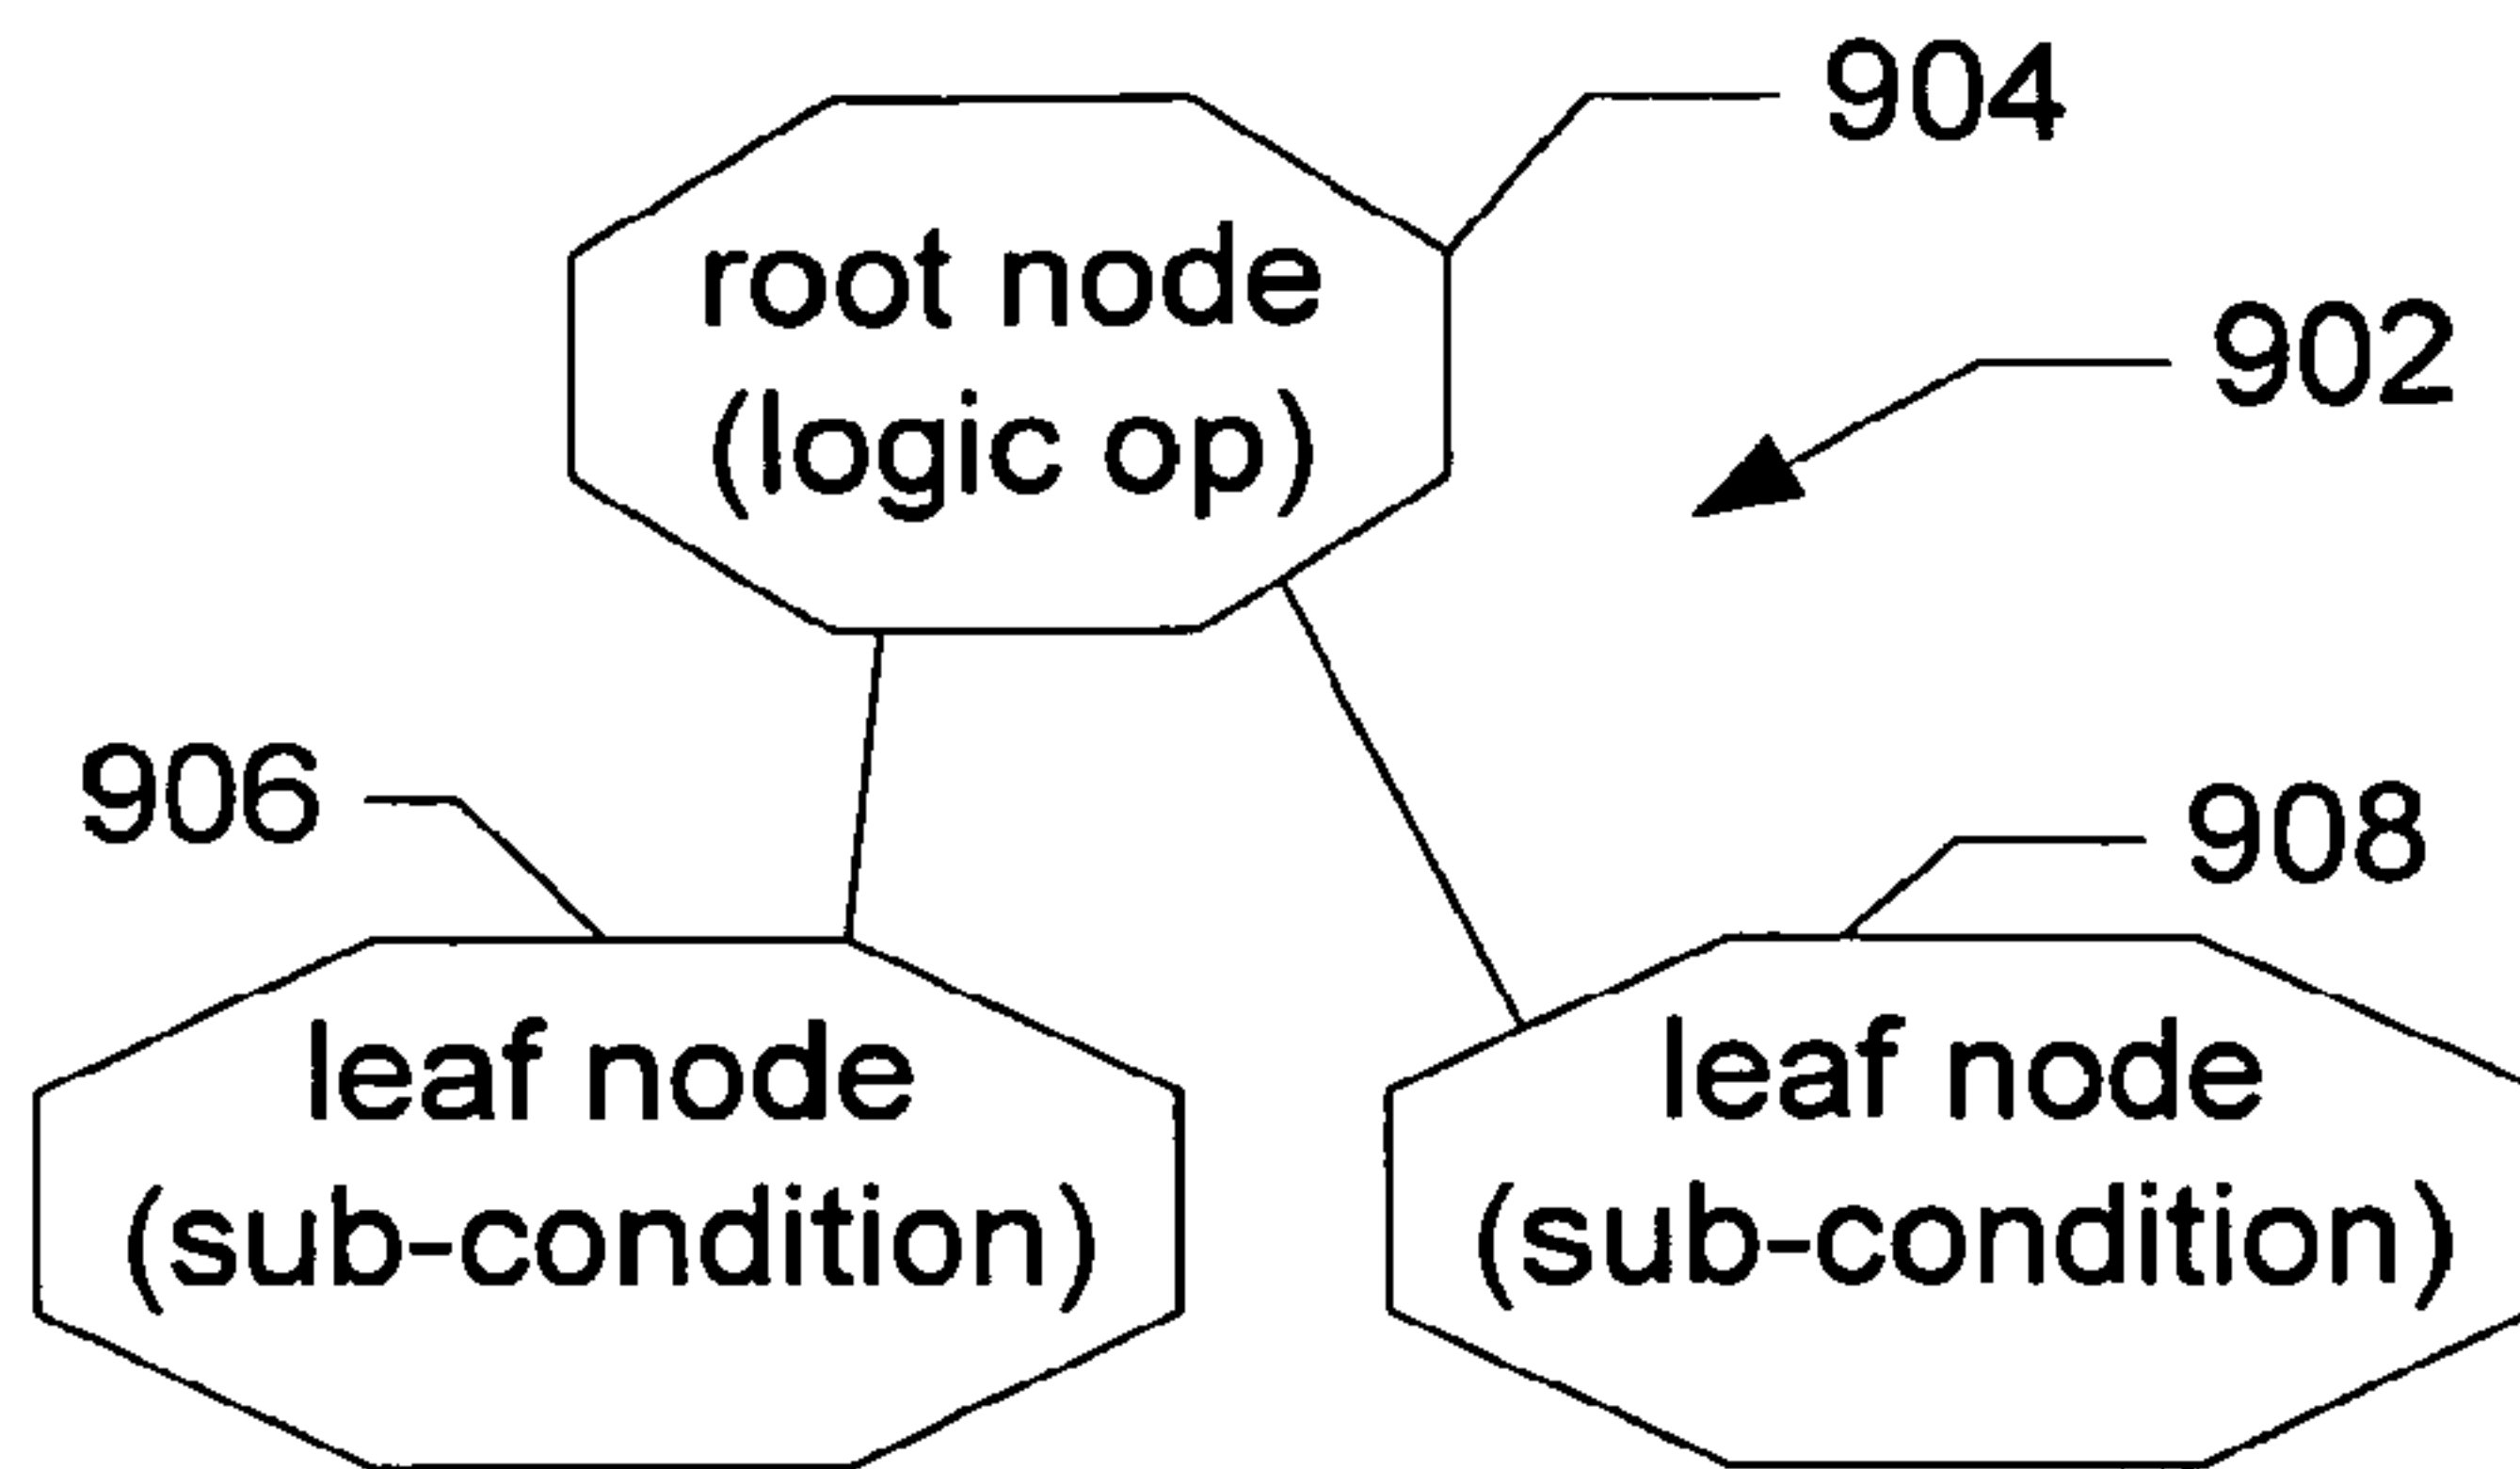 904
root node
(logic op)
902
906
908
leaf node
(sub-condition)
leaf node
(sub-condition)